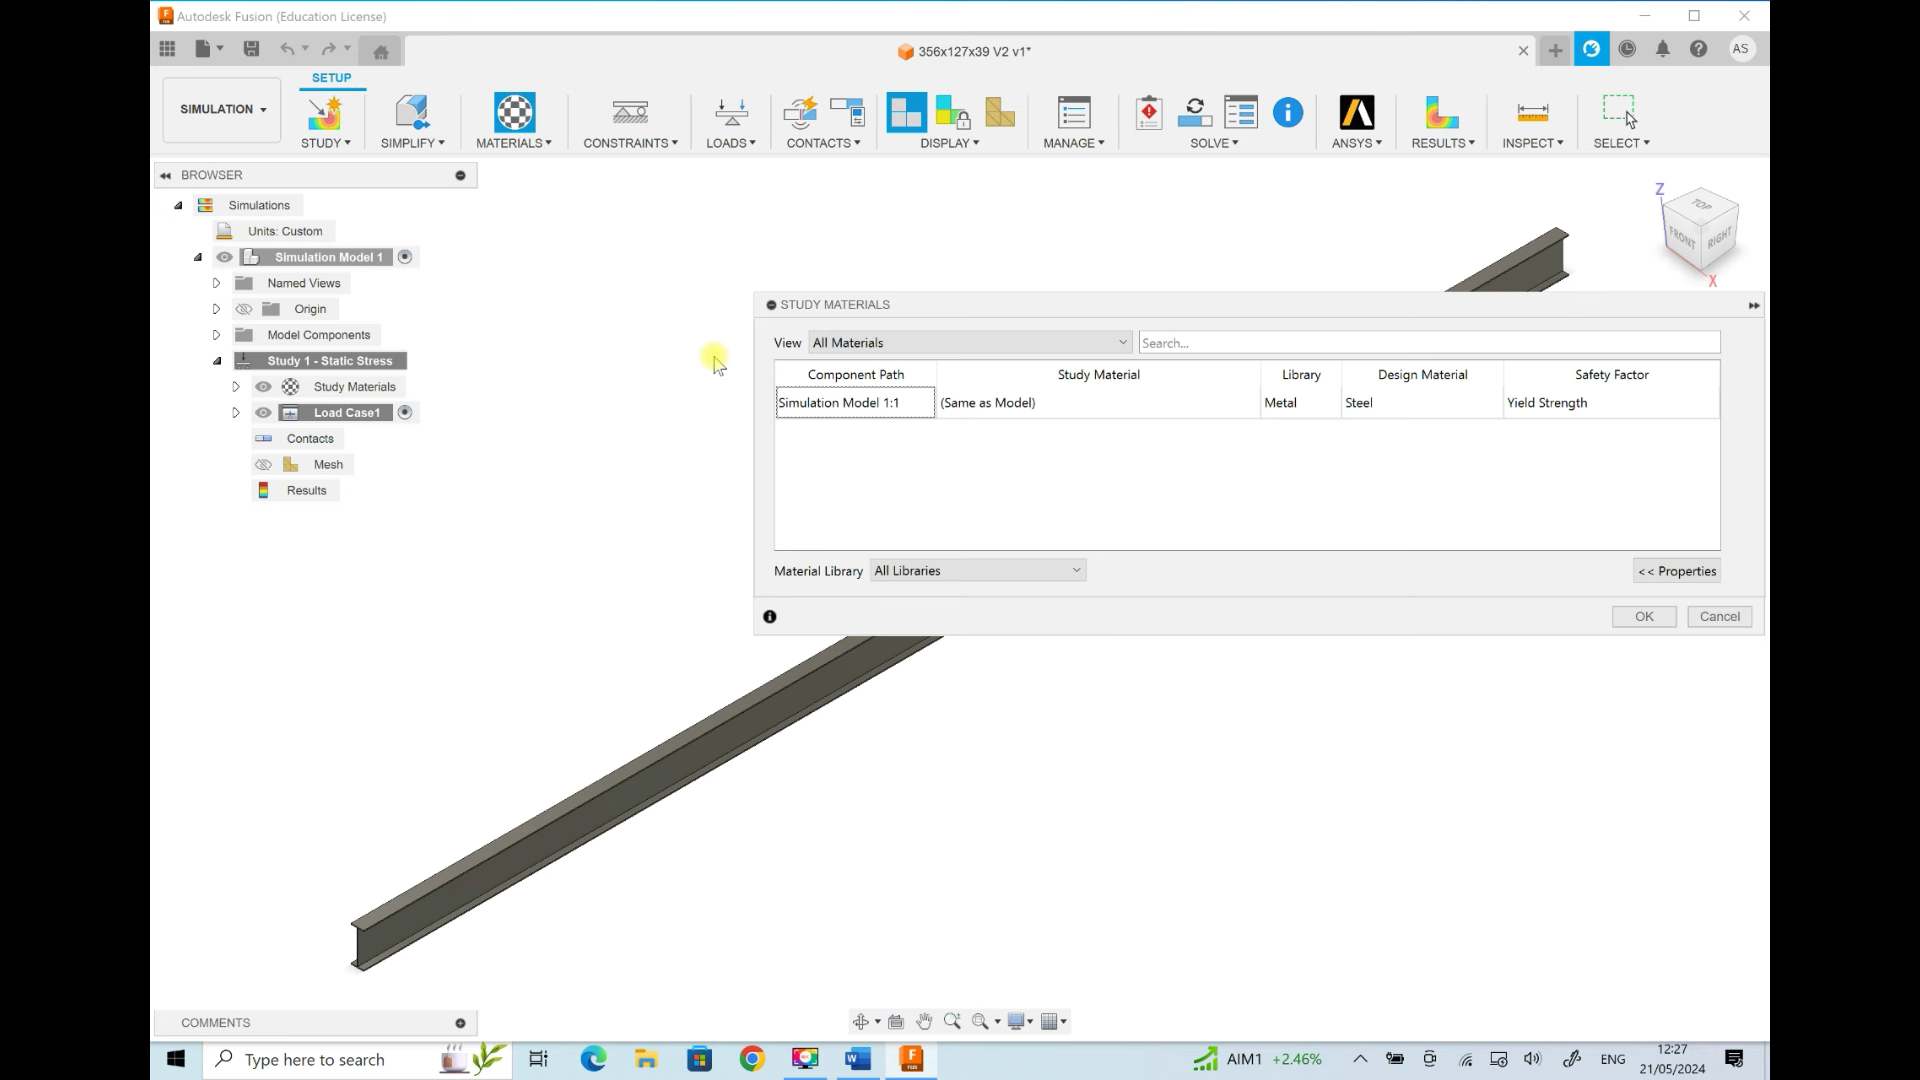 Autodesk Fusion (Education License)
356x127x39 V2 v1*
AS
SETUP
SIMULATION
STUDY
SIMPLIFY
MATERIALS
CONSTRAINTS
LOADS
CONTACTS
DISPLAY
MANAGE
SOLVE
ANSYS
RESULTS
INSPECT
SELECT
BROWSER
Simulations
Units: Custom
Simulation Model 1
Named Views
Origin
Model Components
Study 1 - Static Stress
Study Materials
Load Case1
Contacts
Mesh
Results
Z
TOP
FRONT
RIGHT
X
STUDY MATERIALS
View All Materials Search...
Component Path Study Material Library Design Material Safety Factor
Simulation Model 1:1 (Same as Model) Metal Steel Yield Strength
Material Library All Libraries << Properties
OK Cancel
COMMENTS
Type here to search
AIM1 +2.46%
ENG
12:27
21/05/2024